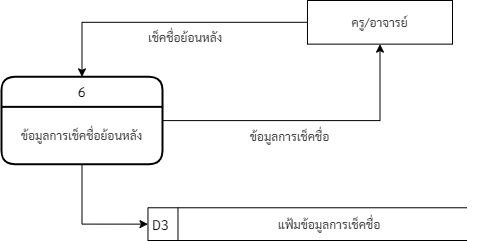 ครู/อาจารย์
เช็คชื่อย้อนหลัง
6
ข้อมูลการเช็คชื่อย้อนหลัง
ข้อมูลการเช็คชื่อ
D3 แฟ้มข้อมูลการเช็คชื่อ